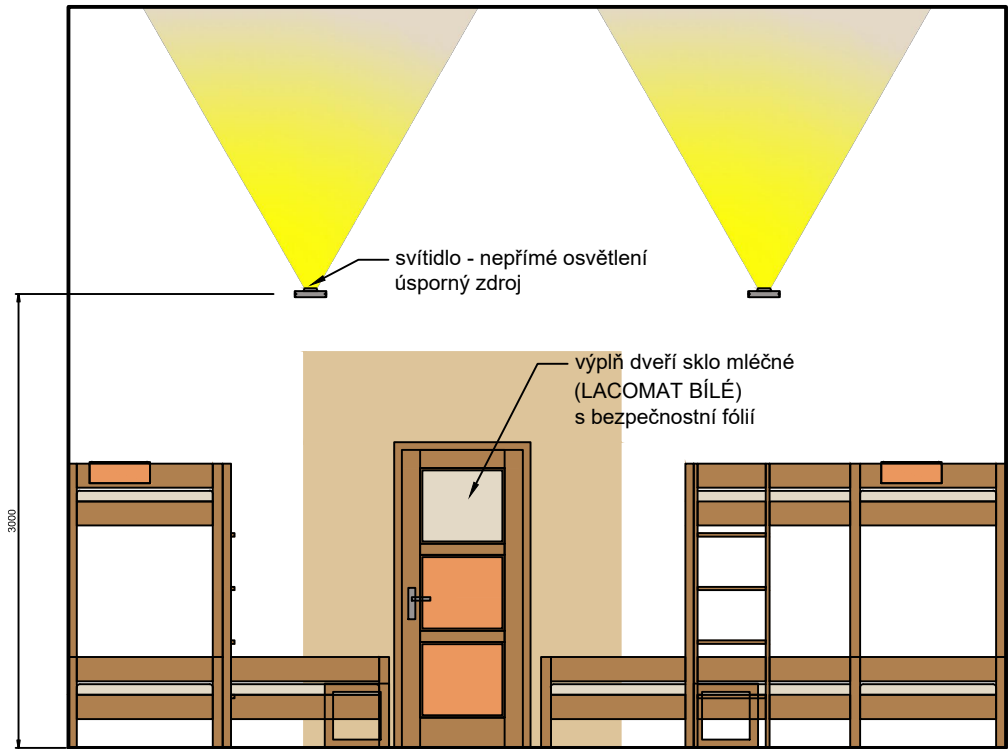 svítidlo - nepřímé osvětlení
úsporný zdroj
výplň dveří sklo mléčné
(LACOMAT BÍLÉ)
s bezpečnostní fólií
3000